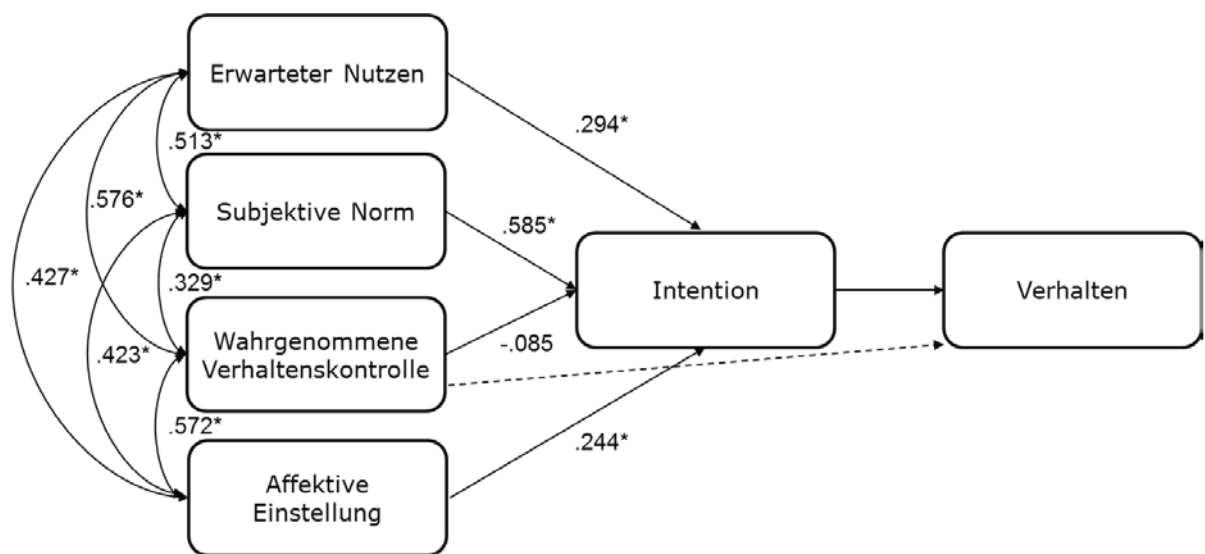 Erwarteter Nutzen
.294*
.513*
.576*
Subjektive Norm
.585*
.427*
.329*
Intention
Verhalten
Wahrgenommene
Verhaltenskontrolle
-.085
.423*
.572*
.244*
Affektive
Einstellung